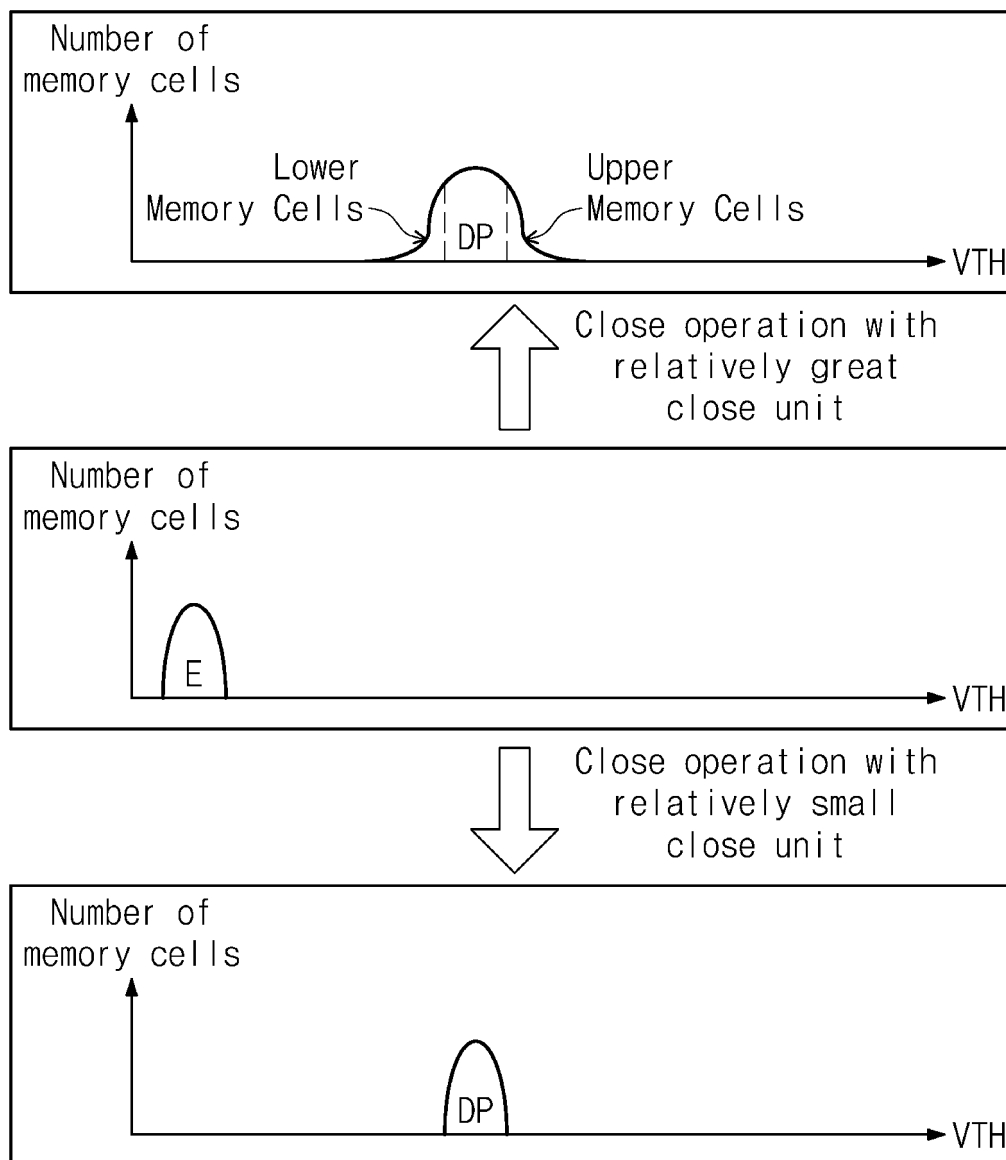 Number of
memory cells
Lower
Memory Cells
Upper
Memory Cells
DP
VTH
Close operation with
relatively great
close unit
Number of
memory cells
E
VTH
Close operation with
relatively small
close unit
Number of
memory cells
DP
VTH